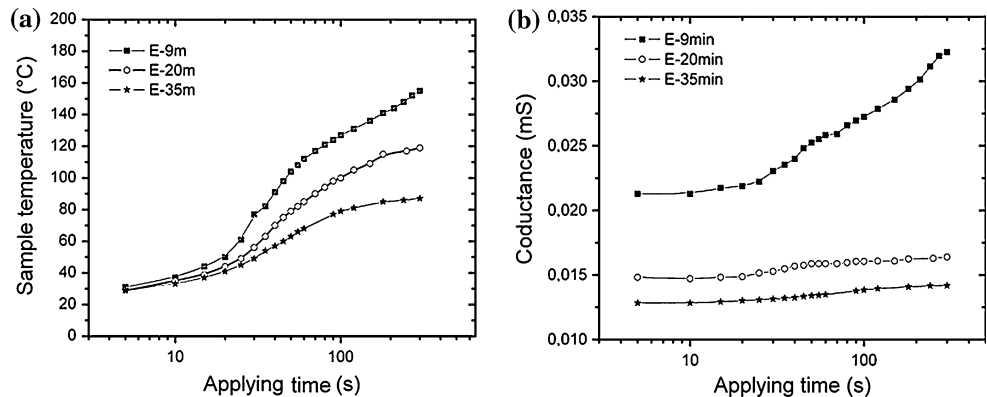 (a)
200
180
160
140
120
100
80
60
40
20
0
Sample temperature (°C)
E-9m
E-20m
E-35m
10
100
Applying time (s)
(b)
0,035
0,030
0,025
0,020
0,015
0,010
Coductance (mS)
E-9min
E-20min
E-35min
10
100
Applying time (s)